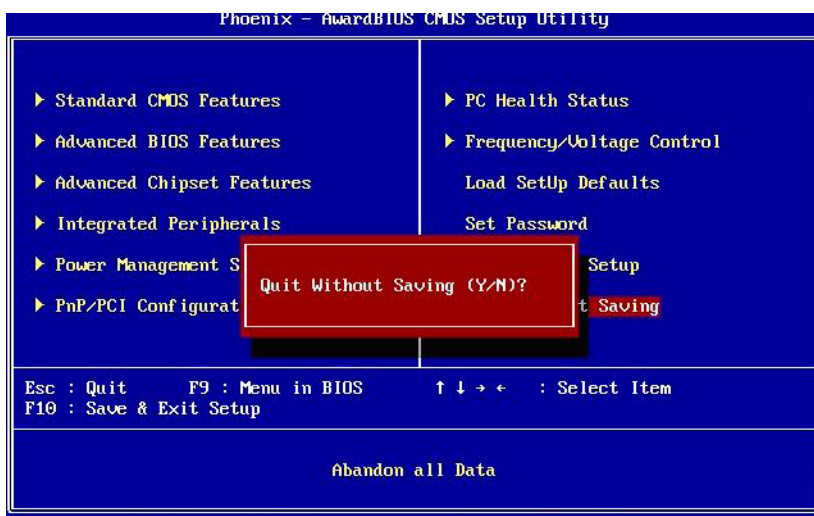 Phoenix - AwardBIOS CMOS Setup Utility
Standard CMOS Features
Advanced BIOS Features
Advanced Chipset Features
Integrated Peripherals
Power Management S
PnP/PCI Configurat
PC Health Status
Frequency/Voltage Control
Load SetUp Defaults
Set Password
Setup
t Saving
Quit Without Saving (Y/N)?
Esc : Quit F9 : Menu in BIOS ↑ ↓ → ← : Select Item
F10 : Save & Exit Setup
Abandon all Data